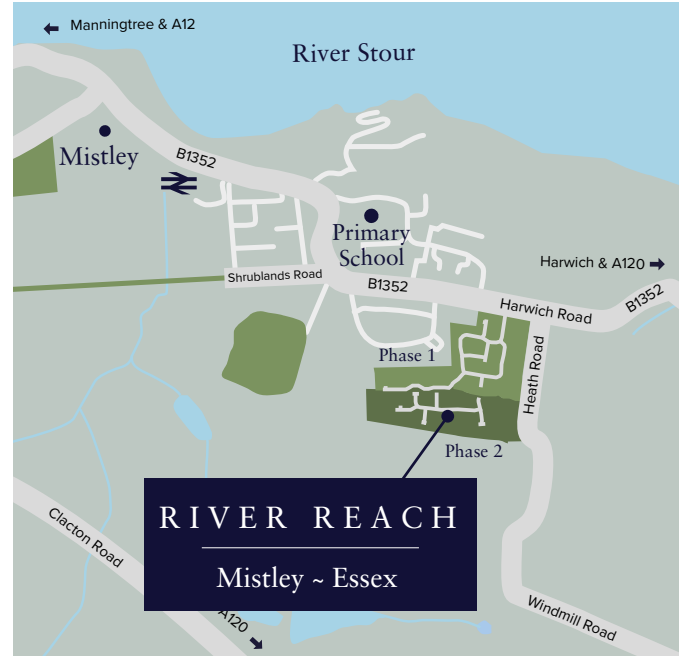 Manningtree & A12
River Stour
Mistley
B1352
Primary
School
Shrublands Road
B1352
Harwich & A120
B1352
Harwich Road
Heath Road
Phase 1
Phase 2
RIVER REACH
Mistley ~ Essex
Clacton Road
A120
Windmill Road